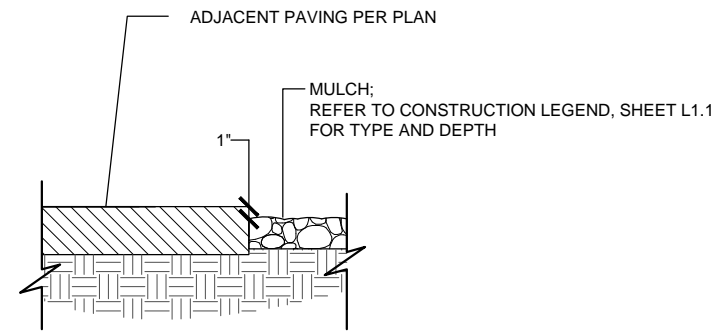 ADJACENT PAVING PER PLAN
MULCH;
REFER TO CONSTRUCTION LEGEND, SHEET L1.1
FOR TYPE AND DEPTH
1"